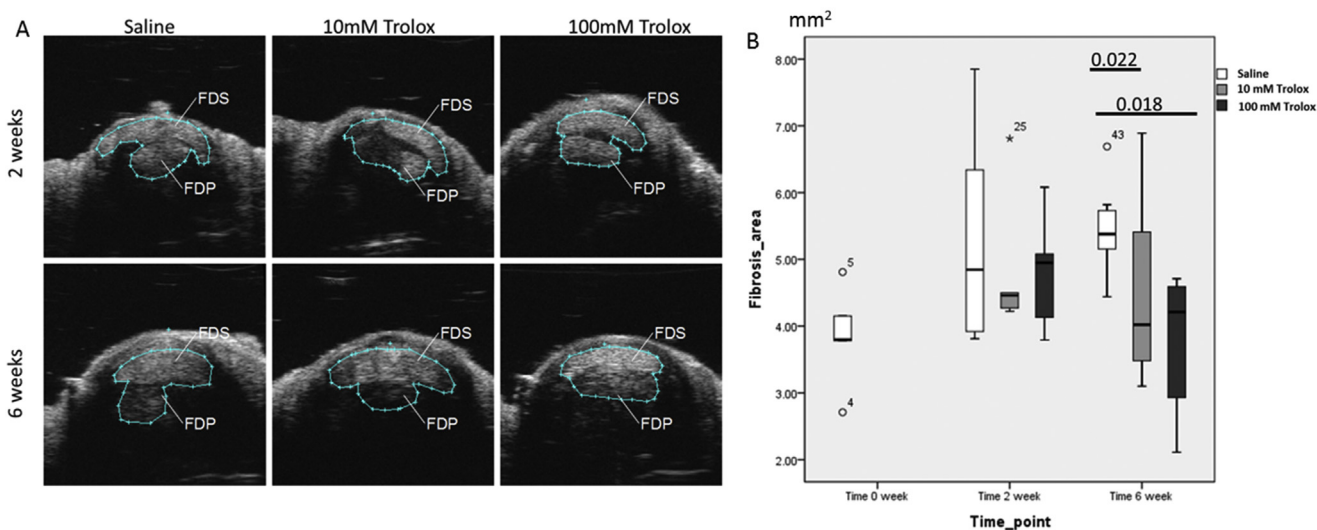 A
Saline
10mM Trolox
100mM Trolox
2 weeks
FDS
FDP
FDS
FDP
FDS
FDP
6 weeks
FDS
FDP
FDS
FDP
FDS
FDP
B
mm²
Fibrosis_area
8.00
7.00
6.00
5.00
4.00
3.00
2.00
5
4
25
43
0.022
0.018
Saline
10 mM Trolox
100 mM Trolox
Time 0 week
Time 2 week
Time 6 week
Time_point